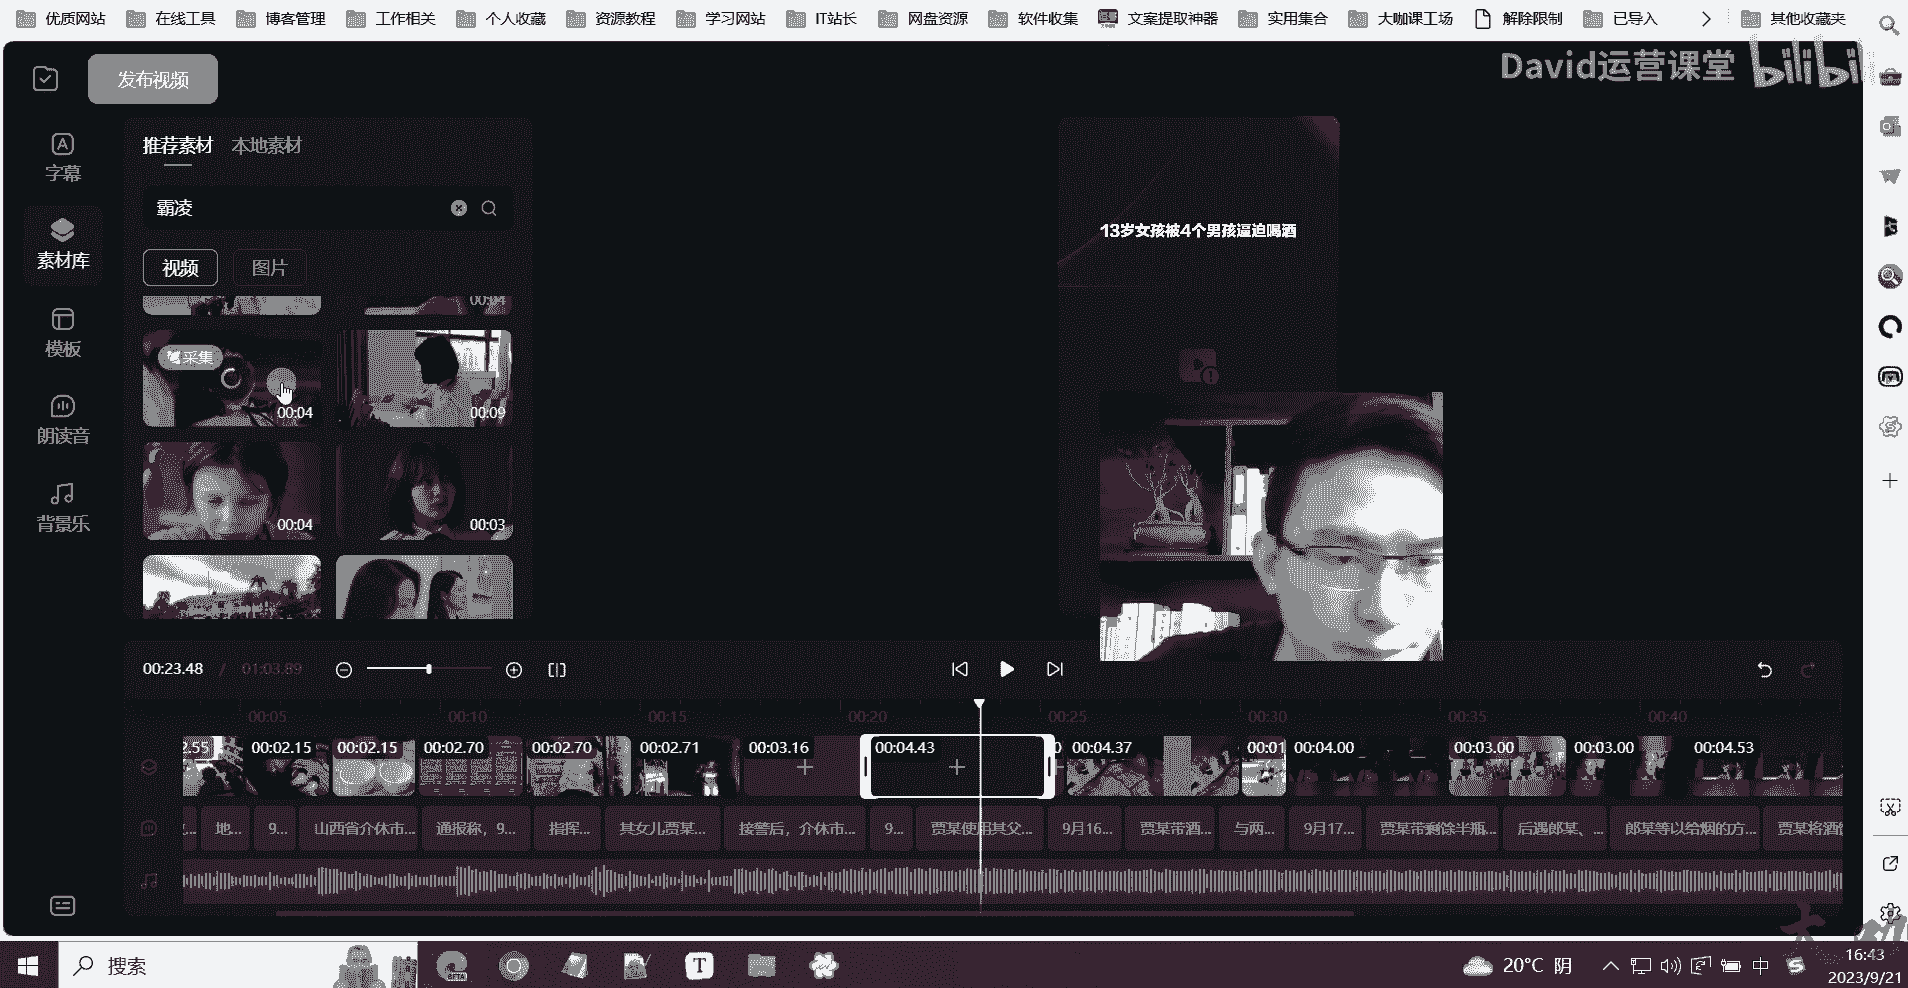 优质网站 在线工具 博客管理 工作相关 个人收藏 资源教程 学习网站 IT站长 网盘资源 软件收集 文案提取神器 实用集合 大咖课工场 解除限制 已导入 其他收藏夹
David运营课堂 bilibili
发布视频
字幕
素材库
模板
朗读音
背景乐
推荐素材 本地素材
霸凌
视频 图片
00:04
采集
00:04 00:09
00:04 00:03
13岁女孩被4个男孩逼迫喝酒
00:23.48 / 01:03.89
00:05 00:10 00:15 00:20 00:25 00:30 00:35 00:40
2.55 00:02.15 00:02.15 00:02.70 00:02.70 00:02.71 00:03.16 00:04.43 00:04.37 00:01 00:04.00 00:03.00 00:03.00 00:04.53
地... 9... 山西省介休市... 通报称，9... 指挥... 其女儿贾某... 接警后，介休市... 9... 贾某使用其父... 9月16... 贾某带酒... 与两... 9月17... 贾某带剩余半瓶... 后遇郎某、... 郎某等以给烟的方... 贾某将酒
搜索
BETA
T
20°C 阴
中
16:43
2023/9/21